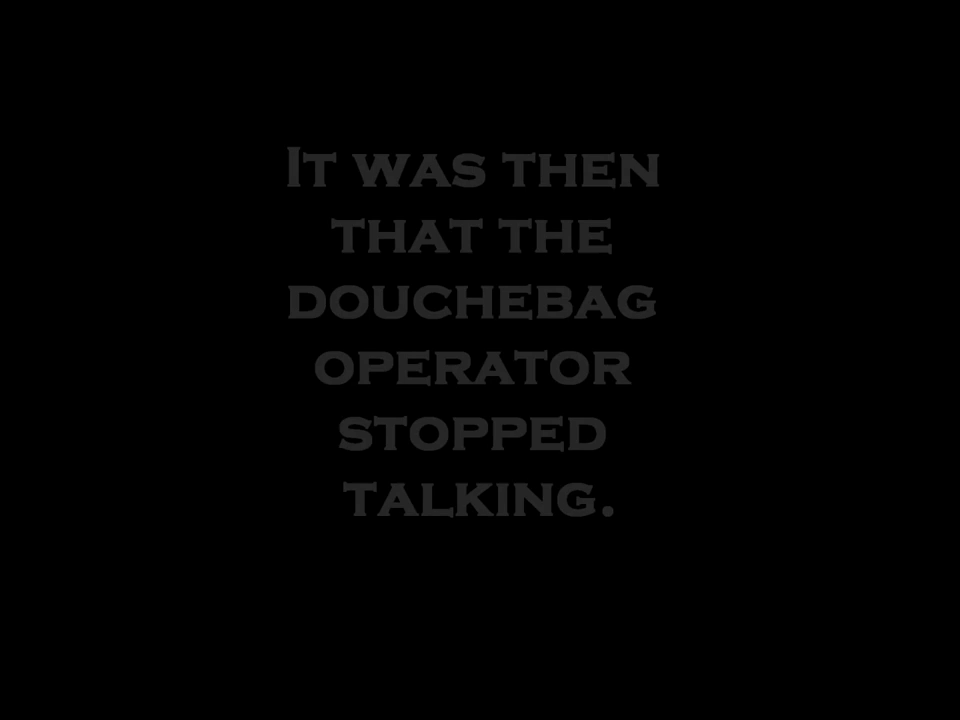 It was then
that the
douchebag
operator
stopped
talking.